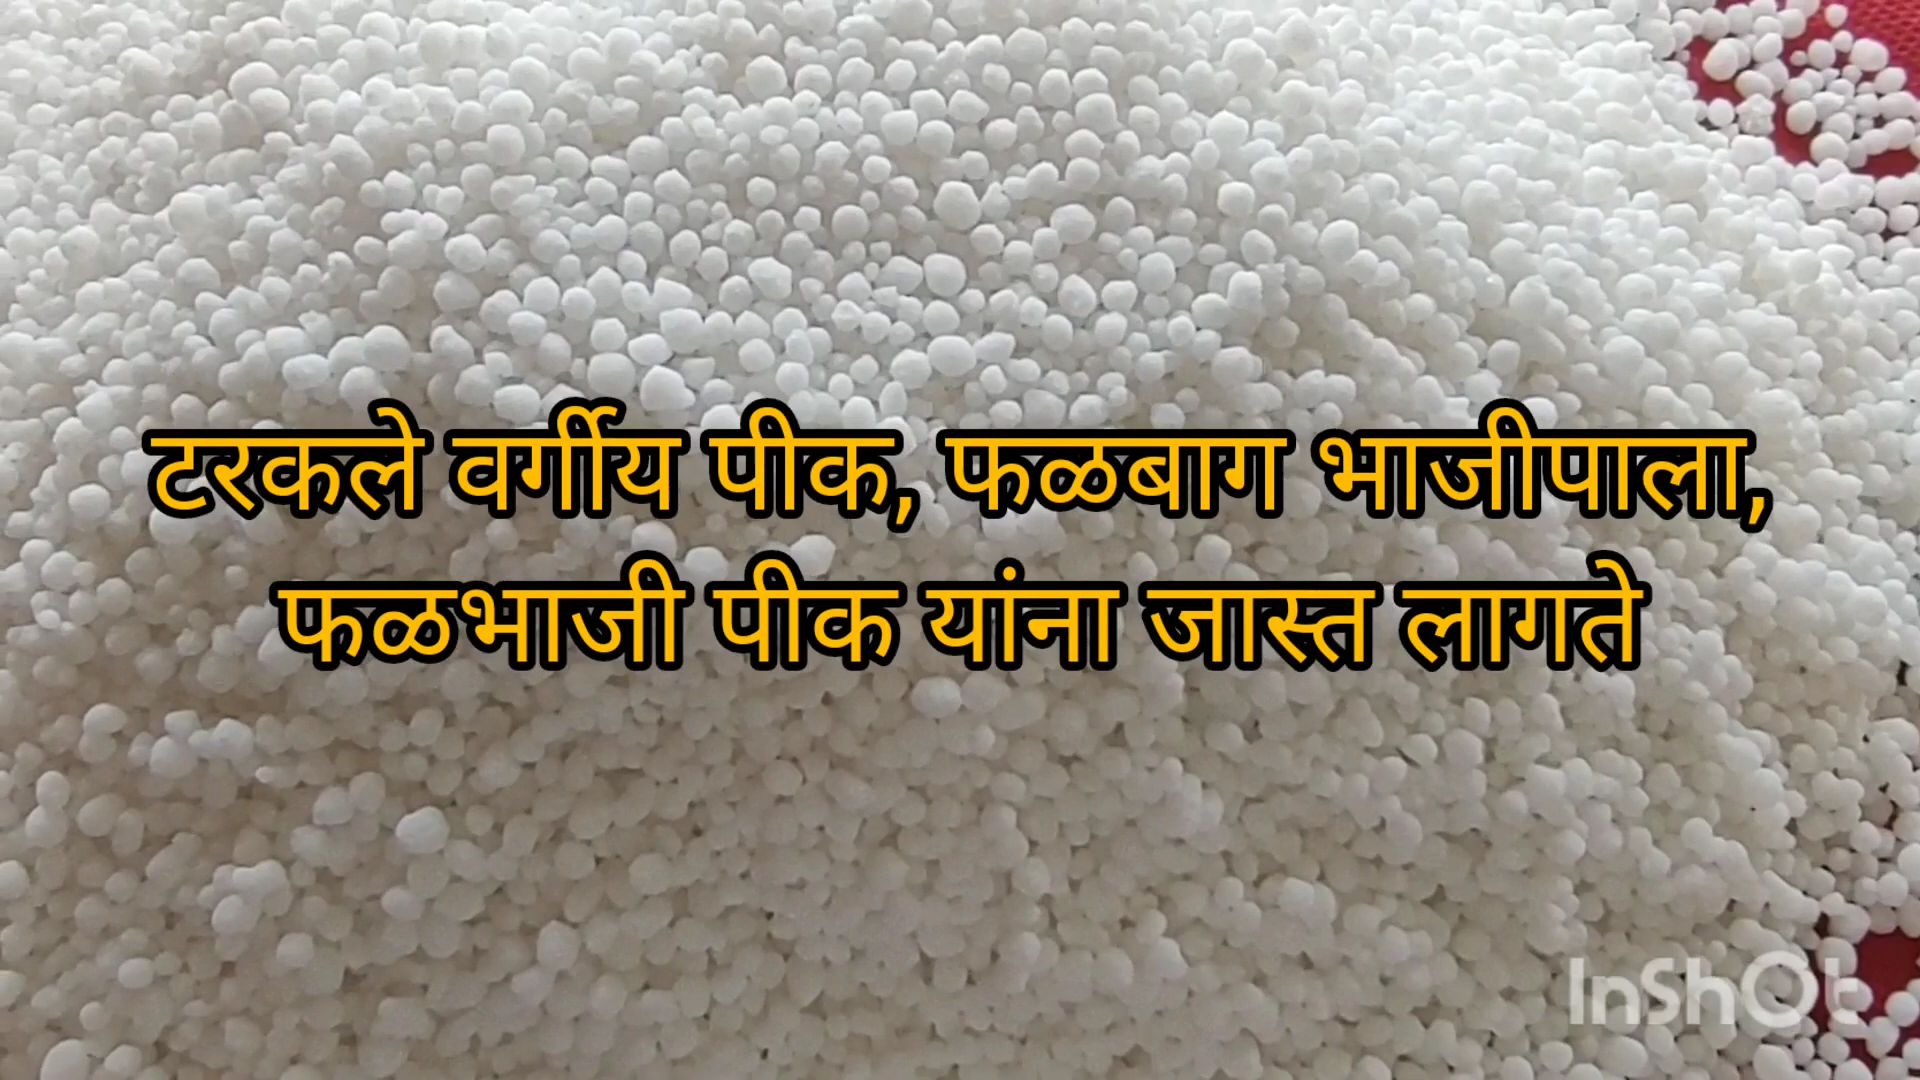 टरकले वर्गीय पीक, फळबाग भाजीपाला,
फळभाजी पीक यांना जास्त लागते
InShOt